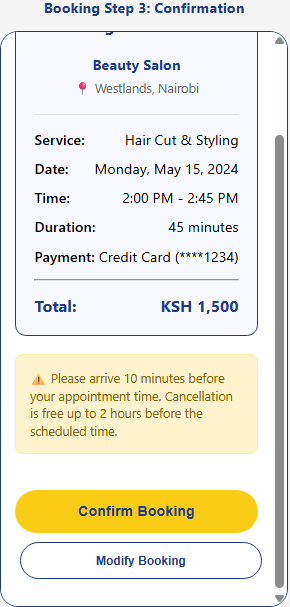 Booking Step 3: Confirmation
Beauty Salon
📍 Westlands, Nairobi
Service: Hair Cut & Styling
Date: Monday, May 15, 2024
Time: 2:00 PM - 2:45 PM
Duration: 45 minutes
Payment: Credit Card (****1234)
Total: KSH 1,500
⚠️ Please arrive 10 minutes before
your appointment time. Cancellation
is free up to 2 hours before the
scheduled time.
Confirm Booking
Modify Booking